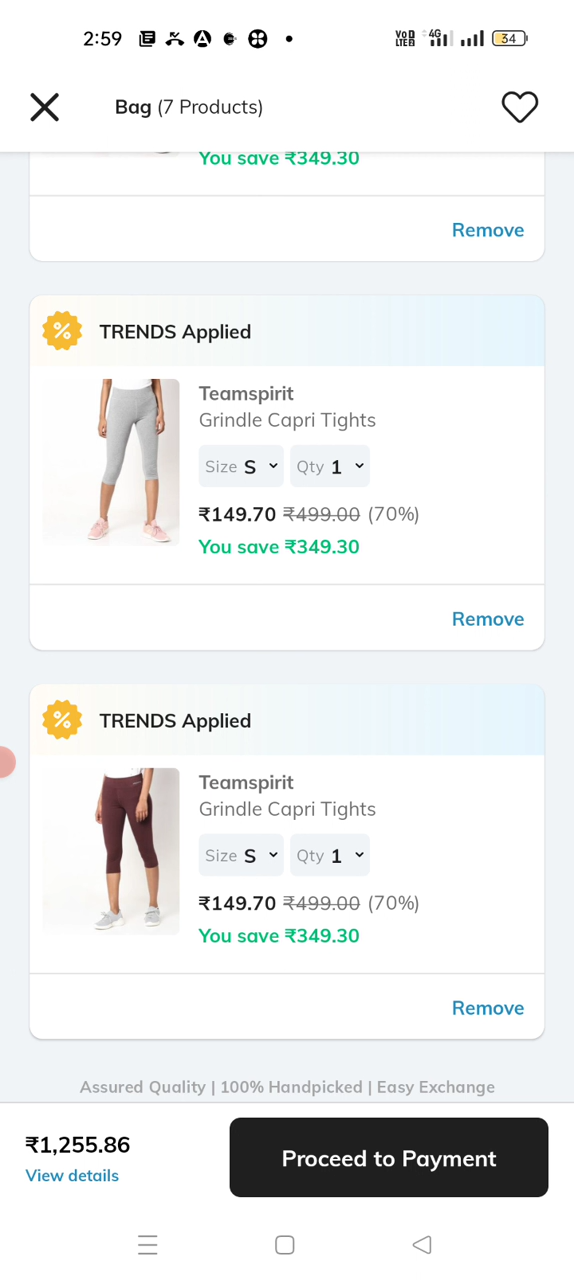 2:59
VoD LTE 4G 34
Bag (7 Products)
You save ₹349.30
Remove
% TRENDS Applied
Teamspirit
Grindle Capri Tights
Size S Qty 1
₹149.70 ₹499.00 (70%)
You save ₹349.30
Remove
% TRENDS Applied
Teamspirit
Grindle Capri Tights
Size S Qty 1
₹149.70 ₹499.00 (70%)
You save ₹349.30
Remove
Assured Quality | 100% Handpicked | Easy Exchange
₹1,255.86
View details
Proceed to Payment